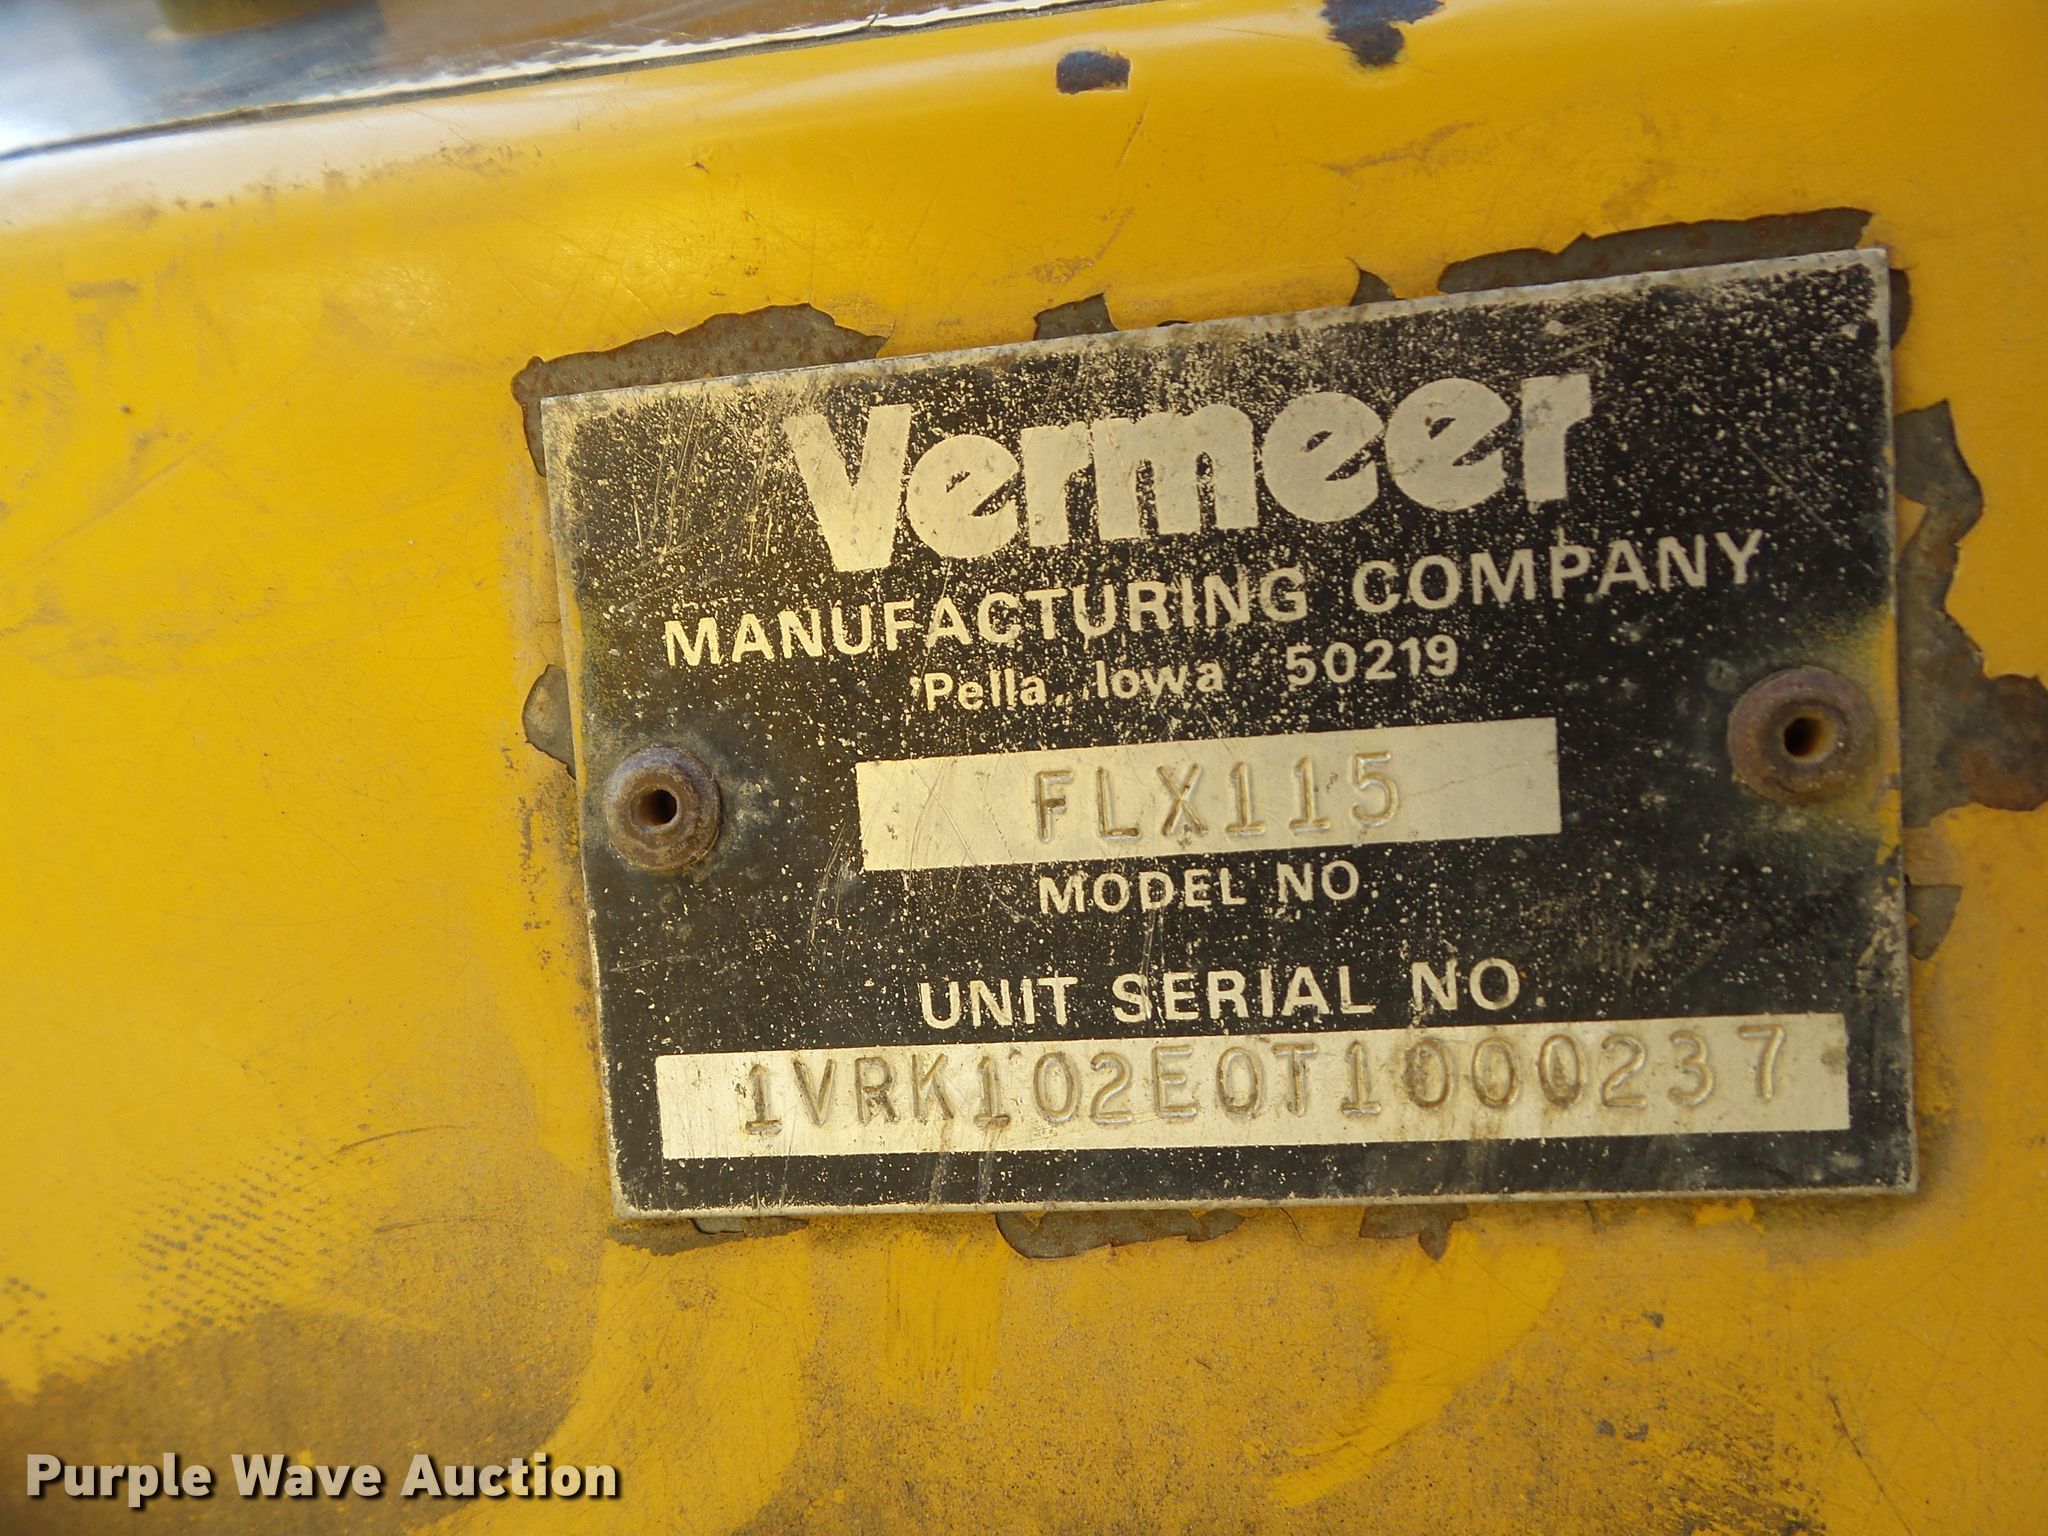 Vermeer
MANUFACTURING COMPANY
Pella, Iowa 50219
FLX115
MODEL NO.
UNIT SERIAL NO.
1VRK102E0T1000237
Purple Wave Auction